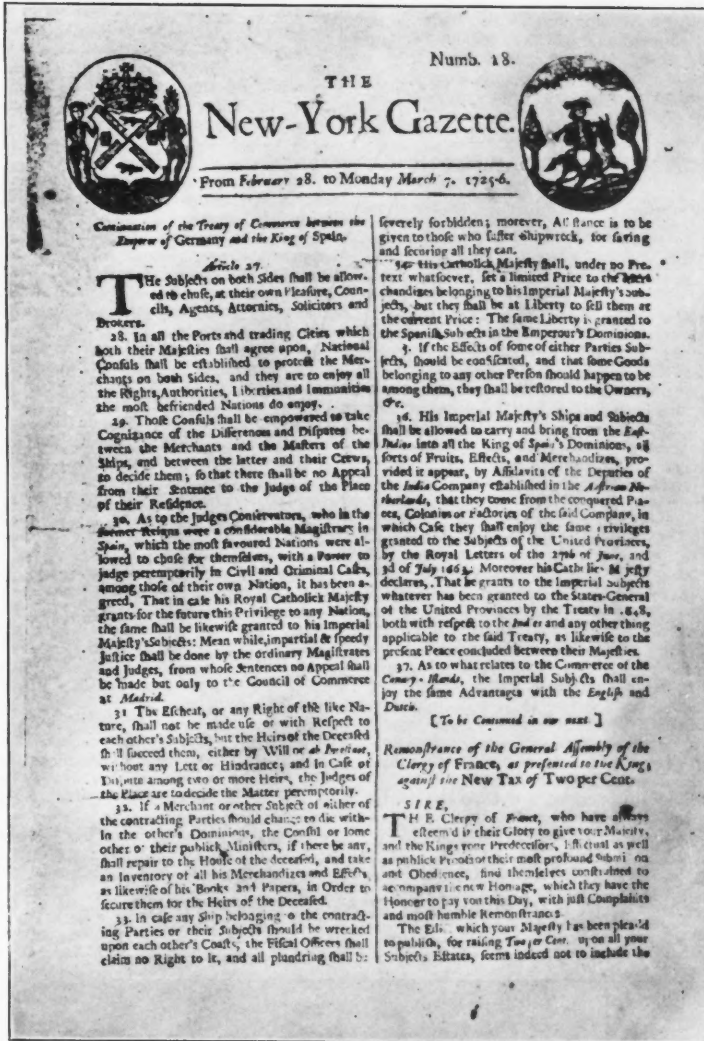 Numb. 18.
THE
New-York Gazette.
From February 28. to Monday March 7. 1725-6.
Continuation of the Treaty of Commerce between the
Emperor of Germany and the King of Spain.
Article 27.
THe Subjects on both Sides shall be allow-
ed to chuse, at their own Pleasure, Coun-
cils, Agents, Attornies, Solicitors and
Brokers.
28. In all the Ports and trading Cities which
both their Majesties shall agree upon, National
Consuls shall be established to protect the Mer-
chants on both Sides, and they are to enjoy all
the Rights, Authorities, Liberties and Immunities
the most befriended Nations do enjoy.
29. Those Consuls shall be empowered to take
Cognizance of the Differences and Disputes be-
tween the Merchants and the Masters of the
Ships, and between the latter and their Crews,
to decide them; so that there shall be no Appeal
from their Sentence to the Judge of the Place
of their Residence.
30. As to the Judges Conservators, who in the
former Reigns were a considerable Magistracy in
Spain, which the most favoured Nations were al-
lowed to chose for themselves, with a Power to
judge peremptorily in Civil and Criminal Cases,
among those of their own Nation, it has been a-
greed, That in case his Royal Catholick Majesty
grants for the future this Privilege to any Nation,
the same shall be likewise granted to his Imperial
Majesty's Subjects: Mean while, impartial & speedy
Justice shall be done by the ordinary Magistrates
and Judges, from whose Sentences no Appeal shall
be made but only to the Council of Commerce
at Madrid.
31 The Escheat, or any Right of the like Na-
ture, shall not be made use or with Respect to
each other's Subjects, but the Heirs of the Deceased
shall succeed them, either by Will or ab
without any Lett or Hindrance; and in Case of
Dispute among two or more Heirs, the Judges of
the Place are to decide the Matter peremptorily.
32. If a Merchant or other Subject of either of
the contracting Parties should change to die with-
in the other's Dominions, the Consul or some
other of their publick Ministers, if there be any,
shall repair to the House of the deceased, and take
an Inventory of all his Merchandizes and Effects,
as likewise of his Books and Papers, in Order to
secure them for the Heirs of the Deceased.
33. In case any Ship belonging to the contract-
ing Parties or their Subjects should be wrecked
upon each other's Coasts, the Fiscal Officers shall
claim no Right to it, and all plundring shall be
severely forbidden; morever, Assistance is to be
given to those who suffer Shipwreck, for saving
and securing all they can.
34. His Catholick Majesty shall, under no Pre-
text whatsoever, set a limited Price to the Mer
chandizes belonging to his Imperial Majesty's Sub-
jects, but they shall be at Liberty to sell them at
the current Price: The same Liberty is granted to
the Spanish Subjects in the Emperour's Dominions.
If the Effects of some of either Parties Sub-
jects, should be confiscated, and that some Goods
belonging to any other Person should happen to be
among them, they shall be restored to the Owners,
&c.
36. His Imperial Majesty's Ships and Subjects
shall be allowed to carry and bring from the East-
Indies into all the King of Spain's Dominions, all
sorts of Fruits, Effects, and Merchandizes, pro-
vided it appear, by Affidavits of the Deputies of
the India Company established in the Austrian Ne-
therlands, that they come from the conquered Pla-
ces, Colonies or Factories of the said Company, in
which Case they shall enjoy the same Privileges
granted to the Subjects of the United Provinces,
by the Royal Letters of the 27th of June, and
3d of July 1663. Moreover his Catholick Majesty
declares, That he grants to the Imperial Subjects
whatever has been granted to the States-General
of the United Provinces by the Treaty in 1648,
both with respect to the Indies and any other thing
applicable to the said Treaty, as likewise to the
present Peace concluded between their Majesties.
37. As to what relates to the Commerce of the
Canary-Islands, the Imperial Subjects shall en-
joy the same Advantages with the English and
Dutch.
[To be Continued in our next.]
Remonstrance of the General Assembly of the
Clergy of France, as presented to the King,
against the New Tax of Two per Cent.
SIRE,
THE Clergy of France, who have always
esteem'd it their Glory to give your Majesty,
and the Kings your Predecessors, Effectual as well
as publick Proofs of their most profound Submission
and Obedience, find themselves constrained to
accompany the new Homage, which they have the
Honour to pay you this Day, with just Complaints
and most humble Remonstrances
The Edict which your Majesty has been pleas'd
to publish, for raising Two per Cent. upon all your
Subjects Estates, seems indeed not to include the